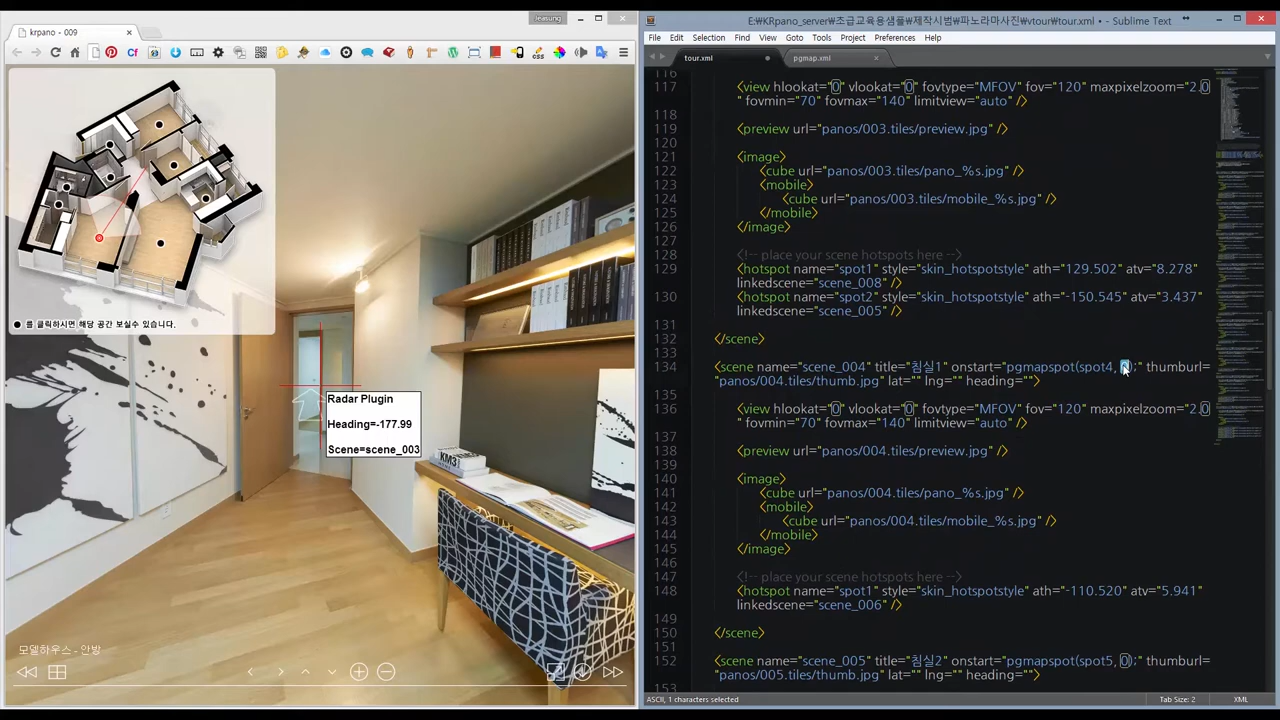 leasung
krpano - 009
를 클릭하시면 해당 공간 보실수 있습니다.
Radar Plugin
Heading=-177.99
Scene=scene_003
KM3
모델하우스 - 안방
E:￦KRpano_server￦초급교육용샘플￦제작시범￦파노라마사진￦vtour￦tour.xml • - Sublime Text
File Edit Selection Find View Goto Tools Project Preferences Help
tour.xml
pgmap.xml
116
117 <view hlookat="0" vlookat="0" fovtype="MFOV" fov="120" maxpixelzoom="2.0
" fovmin="70" fovmax="140" limitview="auto" />
118
119 <preview url="panos/003.tiles/preview.jpg" />
120
121 <image>
122 <cube url="panos/003.tiles/pano_%s.jpg" />
123 <mobile>
124 <cube url="panos/003.tiles/mobile_%s.jpg" />
125 </mobile>
126 </image>
127
128 <!-- place your scene hotspots here -->
129 <hotspot name="spot1" style="skin_hotspotstyle" ath="129.502" atv="8.278"
linkedscene="scene_008" />
130 <hotspot name="spot2" style="skin_hotspotstyle" ath="-150.545" atv="-437"
linkedscene="scene_005" />
131
132 </scene>
133
134 <scene name="scene_004" title="침실1" onstart="pgmapspot(spot4, 0);" thumburl=
"panos/004.tiles/thumb.jpg" lat="" lng="" heading="">
135
136 <view hlookat="0" vlookat="0" fovtype="MFOV" fov="120" maxpixelzoom="2.0
" fovmin="70" fovmax="140" limitview="auto" />
137
138 <preview url="panos/004.tiles/preview.jpg" />
139
140 <image>
141 <cube url="panos/004.tiles/pano_%s.jpg" />
142 <mobile>
143 <cube url="panos/004.tiles/mobile_%s.jpg" />
144 </mobile>
145 </image>
146
147 <!-- place your scene hotspots here -->
148 <hotspot name="spot1" style="skin_hotspotstyle" ath="-110.520" atv="5.941"
linkedscene="scene_006" />
149
150 </scene>
151
152 <scene name="scene_005" title="침실2" onstart="pgmapspot(spot5, 0);" thumburl=
"panos/005.tiles/thumb.jpg" lat="" lng="" heading="">
153
ASCII, 1 characters selected
Tab Size: 2
XML